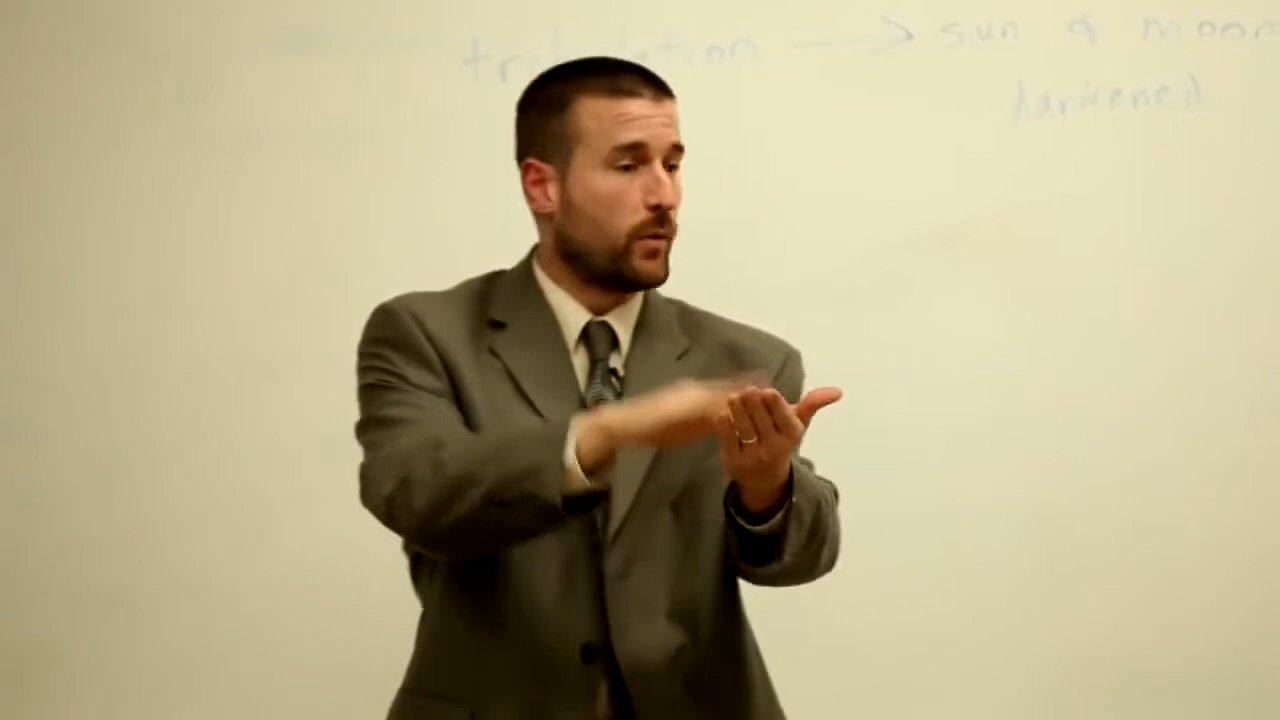 tribulation → sun & moon
darkened